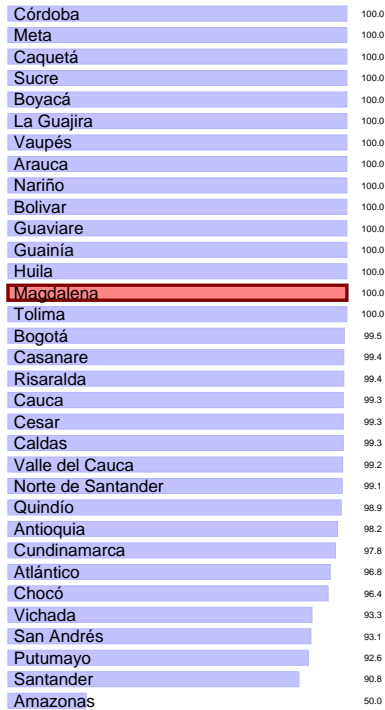 Córdoba 100.0
Meta 100.0
Caquetá 100.0
Sucre 100.0
Boyacá 100.0
La Guajira 100.0
Vaupés 100.0
Arauca 100.0
Nariño 100.0
Bolivar 100.0
Guaviare 100.0
Guainía 100.0
Huila 100.0
Magdalena 100.0
Tolima 100.0
Bogotá 99.5
Casanare 99.4
Risaralda 99.4
Cauca 99.3
Cesar 99.3
Caldas 99.3
Valle del Cauca 99.2
Norte de Santander 99.1
Quindío 98.9
Antioquia 98.2
Cundinamarca 97.8
Atlántico 96.8
Chocó 96.4
Vichada 93.3
San Andrés 93.1
Putumayo 92.6
Santander 90.8
Amazonas 50.0